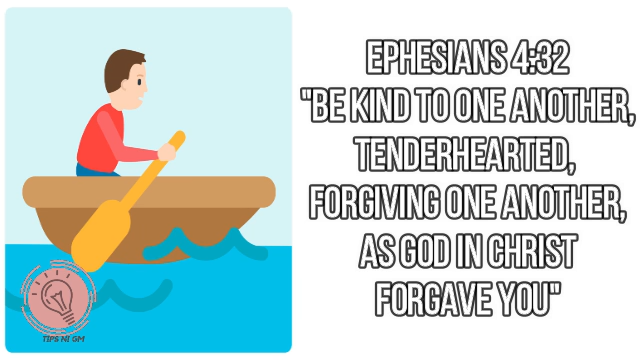 EPHESIANS 4:32
"BE KIND TO ONE ANOTHER,
TENDERHEARTED,
FORGIVING ONE ANOTHER,
AS GOD IN CHRIST
FORGAVE YOU"
TIPS NI GM